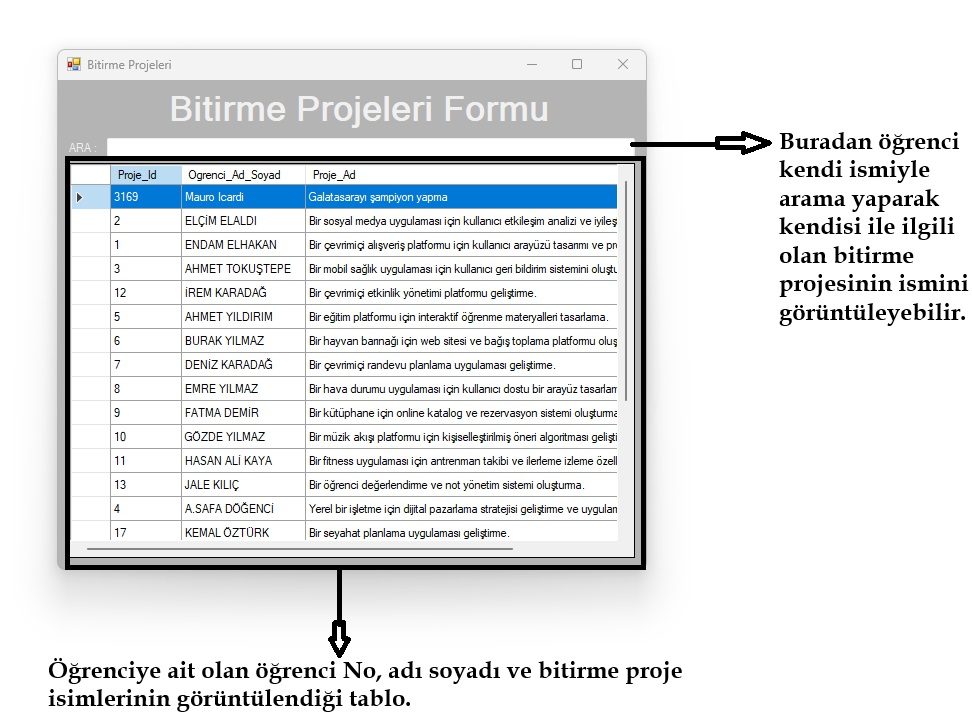 Bitirme Projeleri
Bitirme Projeleri Formu
ARA :
Buradan öğrenci
kendi ismiyle
arama yaparak
kendisi ile ilgili
olan bitirme
projesinin ismini
görüntüleyebilir.
Proje_Id Ogrenci_Ad_Soyad Proje_Ad
3169 Mauro Icardi Galatasarayı şampiyon yapma
2 ELÇİM ELALDI Bir sosyal medya uygulaması için kullanıcı etkileşim analizi ve iyileş
1 ENDAM ELHAKAN Bir çevrimiçi alışveriş platformu için kullanıcı arayüzü tasarımı ve pr
3 AHMET TOKUŞTEPE Bir mobil sağlık uygulaması için kullanıcı geri bildirim sistemini oluştu
12 İREM KARADAĞ Bir çevrimiçi etkinlik yönetimi platformu geliştirme.
5 AHMET YILDIRIM Bir eğitim platformu için interaktif öğrenme materyalleri tasarlama.
6 BURAK YILMAZ Bir hayvan barınağı için web sitesi ve bağış toplama platformu oluş
7 DENİZ KARADAĞ Bir çevrimiçi randevu planlama uygulaması geliştirme.
8 EMRE YILMAZ Bir hava durumu uygulaması için kullanıcı dostu bir arayüz tasarlam
9 FATMA DEMİR Bir kütüphane için online katalog ve rezervasyon sistemi oluşturma
10 GÖZDE YILMAZ Bir müzik akışı platformu için kişiselleştirilmiş öneri algoritması gelişti
11 HASAN ALİ KAYA Bir fitness uygulaması için antrenman takibi ve ilerleme izleme özell
13 JALE KILIÇ Bir öğrenci değerlendirme ve not yönetim sistemi oluşturma.
4 A.SAFA DÖĞENCİ Yerel bir işletme için dijital pazarlama stratejisi geliştirme ve uygulan
17 KEMAL ÖZTÜRK Bir seyahat planlama uygulaması geliştirme.
Öğrenciye ait olan öğrenci No, adı soyadı ve bitirme proje
isimlerinin görüntülendiği tablo.